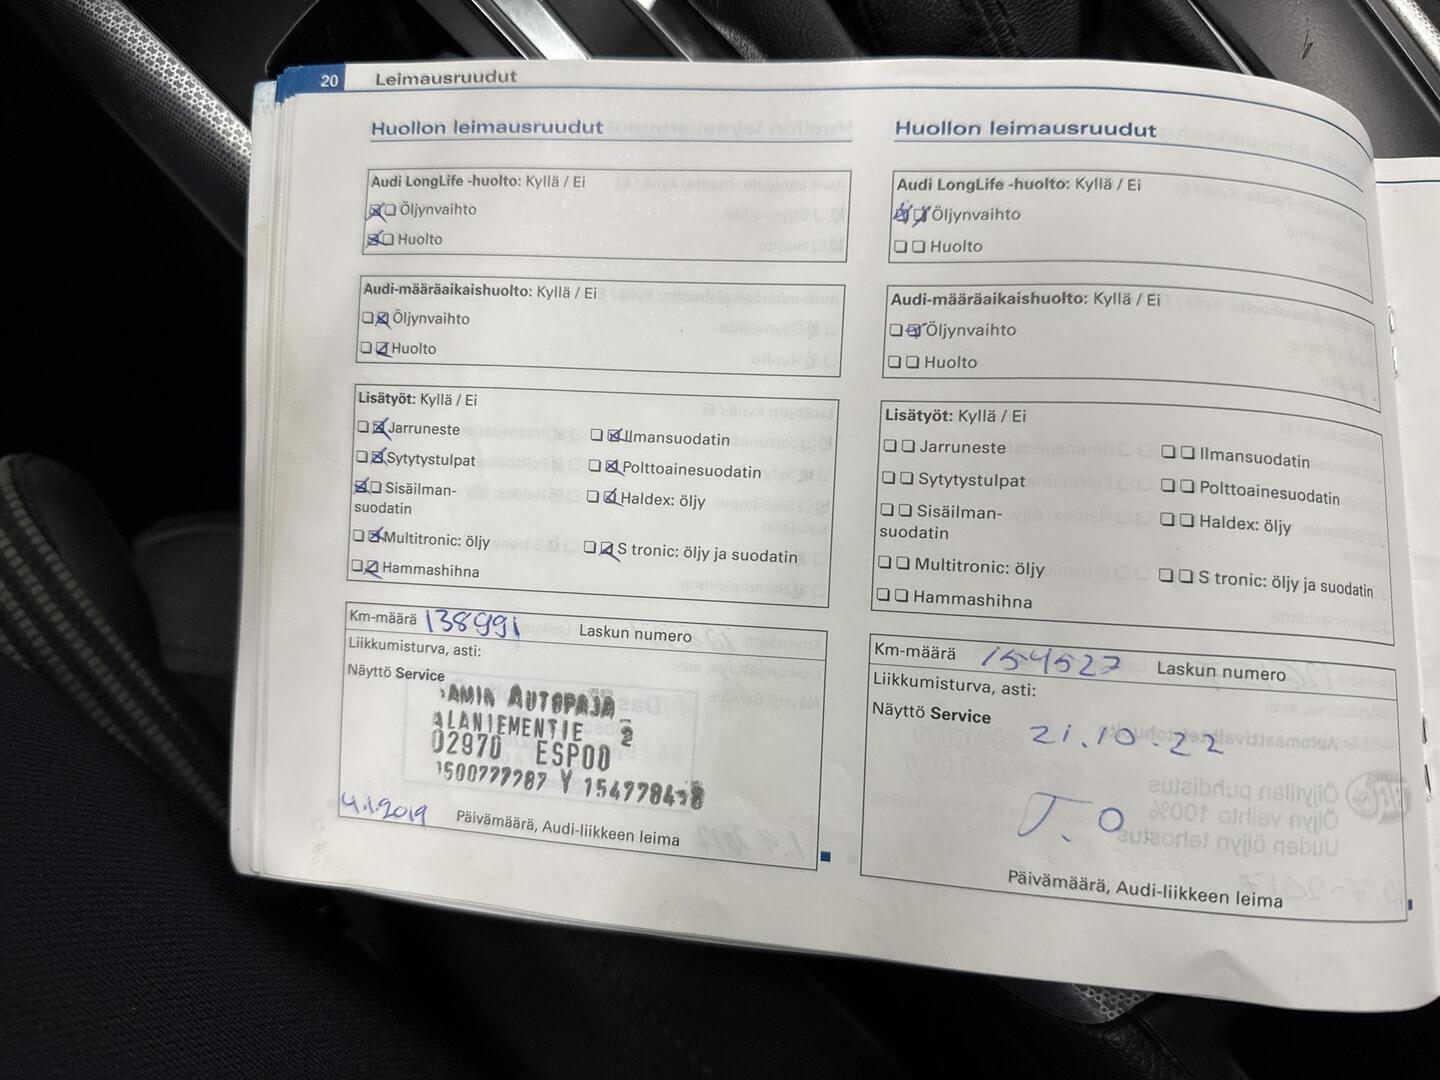 20 Leimausruudut
Huollon leimausruudut
Audi LongLife -huolto: Kyllä / Ei
Öljynvaihto
Huolto
Audi-määräaikaishuolto: Kyllä / Ei
Öljynvaihto
Huolto
Lisätyöt: Kyllä / Ei
Jarruneste
Ilmansuodatin
Sytytystulpat
Polttoainesuodatin
Sisäilman-
suodatin
Haldex: öljy
Multitronic: öljy
S tronic: öljy ja suodatin
Hammashihna
Km-määrä 138991 Laskun numero
Liikkumisturva, asti:
Näyttö Service
AMIN AUTOPAJA
ALANIEMENTIE 2
02970 ESPOO
4.1.2019
Päivämäärä, Audi-liikkeen leima
Huollon leimausruudut
Audi LongLife -huolto: Kyllä / Ei
Öljynvaihto
Huolto
Audi-määräaikaishuolto: Kyllä / Ei
Öljynvaihto
Huolto
Lisätyöt: Kyllä / Ei
Jarruneste
Ilmansuodatin
Sytytystulpat
Polttoainesuodatin
Sisäilman-
suodatin
Haldex: öljy
Multitronic: öljy
S tronic: öljy ja suodatin
Hammashihna
Km-määrä 154527 Laskun numero
Liikkumisturva, asti:
Näyttö Service
21.10.22
J.O
Päivämäärä, Audi-liikkeen leima